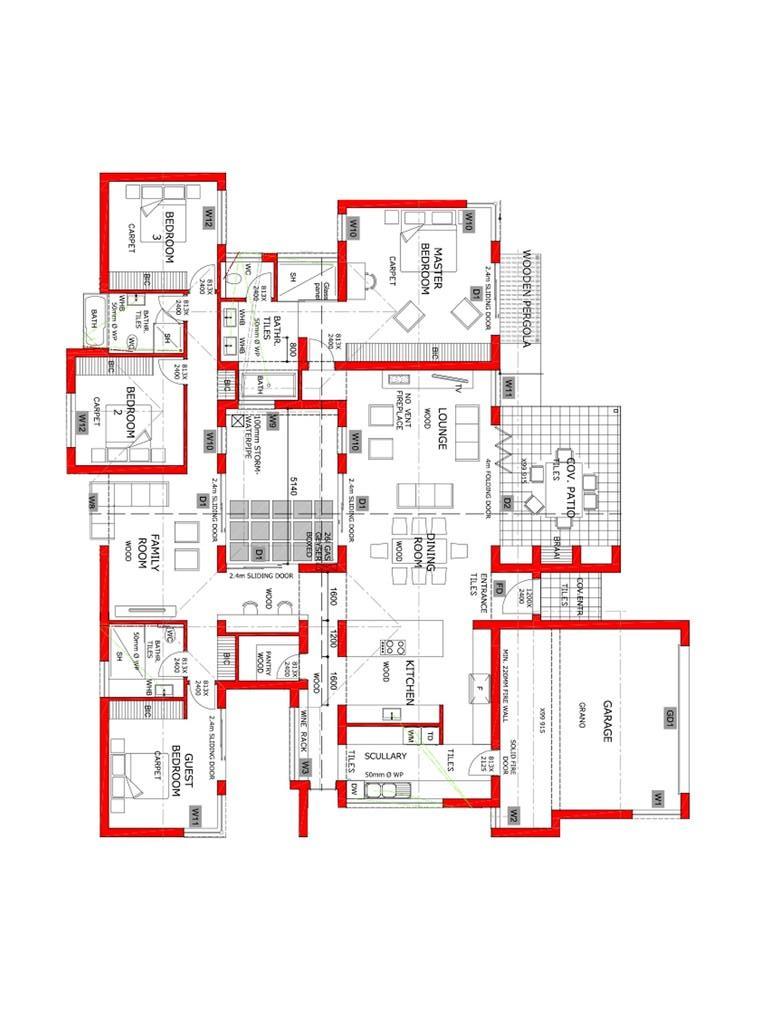 BEDROOM
3
CARPET
W12
BIC
813X
2400
WC
SH
Glass
panel
W10
MASTER
BEDROOM
CARPET
W10
2.4m SLIDING DOOR
D1
WOODEN PERGOLA
BIC
BATH
WHB
50mm Ø WP
BATHR.
TILES
WC
SH
813X
2400
813X
2400
WHB
WHB
BATHR.
TILES
50mm Ø WP
800
813X
2400
BATH
BIC
BIC
BEDROOM
2
CARPET
W12
813X
2400
W10
W9
100mm STORM-
WATERPIPE
5140
W10
NO VENT
FIREPLACE
TV
LOUNGE
WOOD
W11
4m FOLDING DOOR
X99 915
TILES
COV. PATIO
D2
BRAAI
W8
D1
2.4m SLIDING DOOR
FAMILY
ROOM
WOOD
D1
26l GAS
GEYSER
BOXED
D1
2.4m SLIDING DOOR
2.4m SLIDING DOOR
DINING
ROOM
WOOD
WOOD
1600
1200
1600
ENTRANCE
TILES
FD
1200X
2400
COV.ENTR.
TILES
BATHR.
TILES
50mm Ø WP
WC
SH
WHB
813X
2400
813X
2400
BIC
PANTRY
WOOD
813X
2400
WOOD
KITCHEN
WOOD
F
MIN. 220MM FIRE WALL
X99 915
SOLID FIRE
DOOR
GARAGE
GRANO
GD1
W1
W2
BIC
GUEST
BEDROOM
CARPET
2.4m SLIDING DOOR
W11
WINE RACK
W3
WM
TD
SCULLARY
TILES
TILES
50mm Ø WP
DW
813X
2125